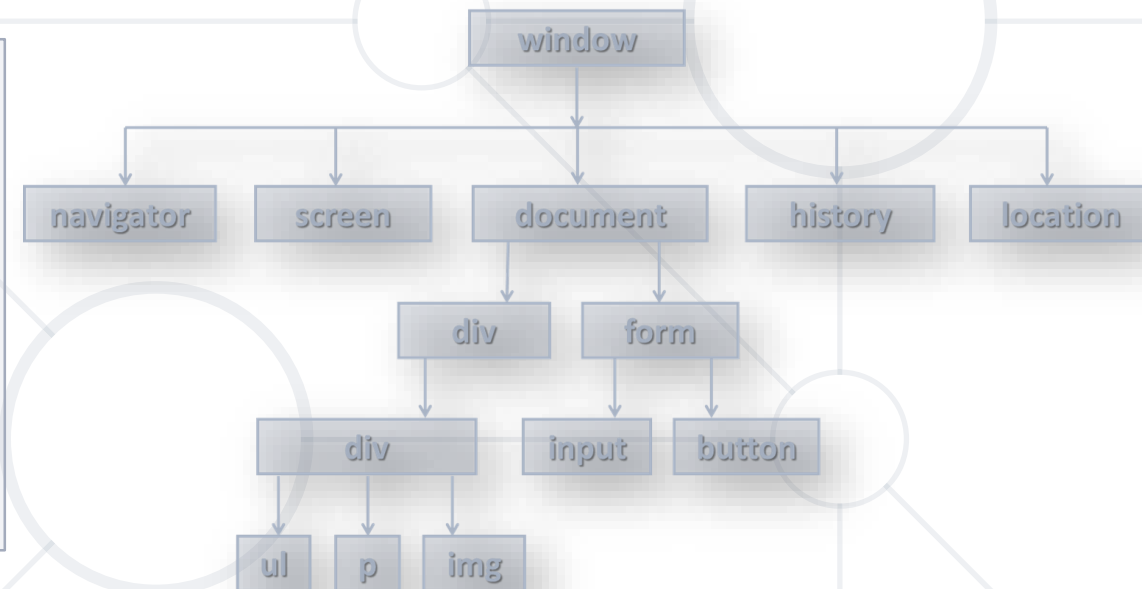 window
navigator screen document history location
div form
div input button
ul p img